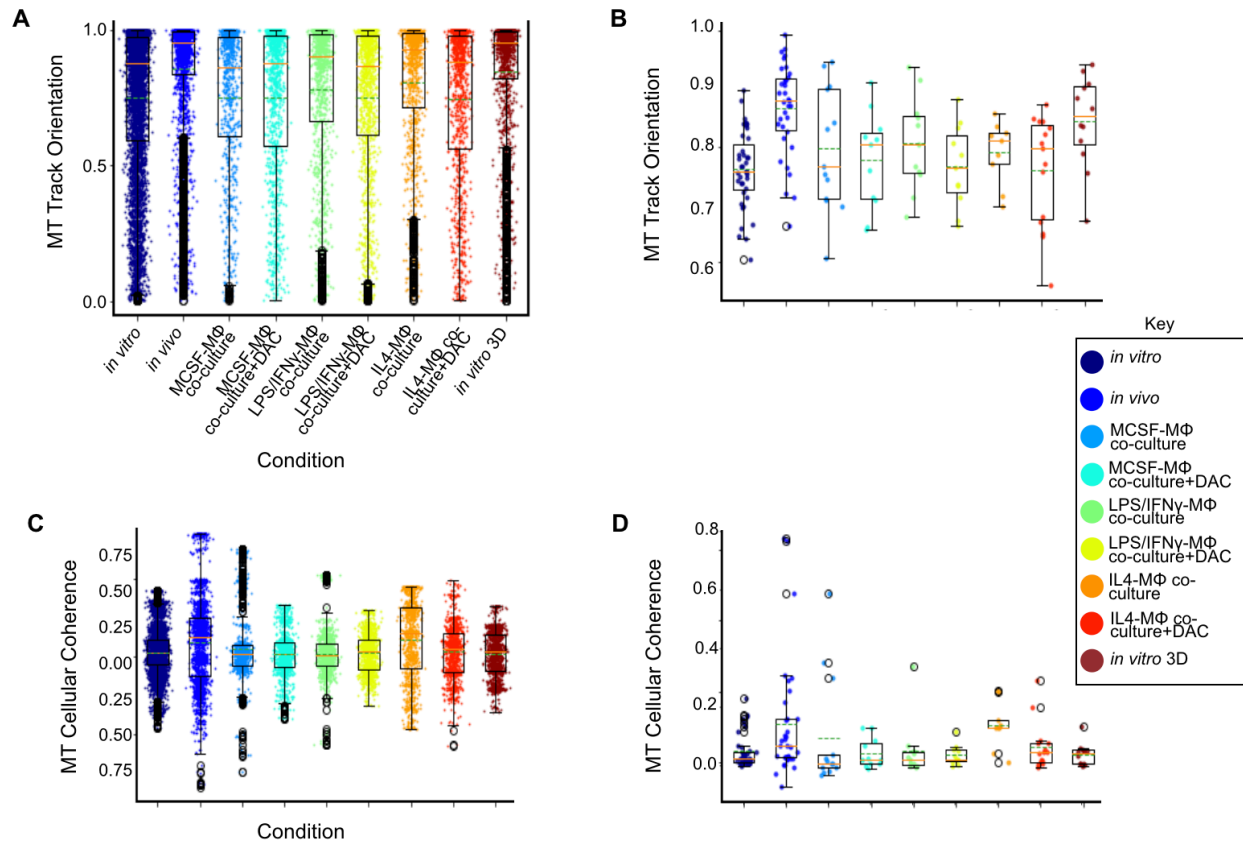 A
MT Track Orientation
1.0
0.5
0.0
in vitro
in vivo
MCSF-MΦ
co-culture
MCSF-MΦ
co-culture+DAC
LPS/IFNγ-MΦ
co-culture
LPS/IFNγ-MΦ
co-culture+DAC
IL4-MΦ
co-culture
IL4-MΦ co-
culture+DAC
in vitro 3D
Condition
B
MT Track Orientation
1.0
0.9
0.8
0.7
0.6
Key
in vitro
in vivo
MCSF-MΦ
co-culture
MCSF-MΦ
co-culture+DAC
LPS/IFNγ-MΦ
co-culture
LPS/IFNγ-MΦ
co-culture+DAC
IL4-MΦ co-
culture
IL4-MΦ co-
culture+DAC
in vitro 3D
C
MT Cellular Coherence
0.75
0.50
0.25
0.00
0.25
0.50
0.75
Condition
D
MT Cellular Coherence
0.8
0.6
0.4
0.2
0.0